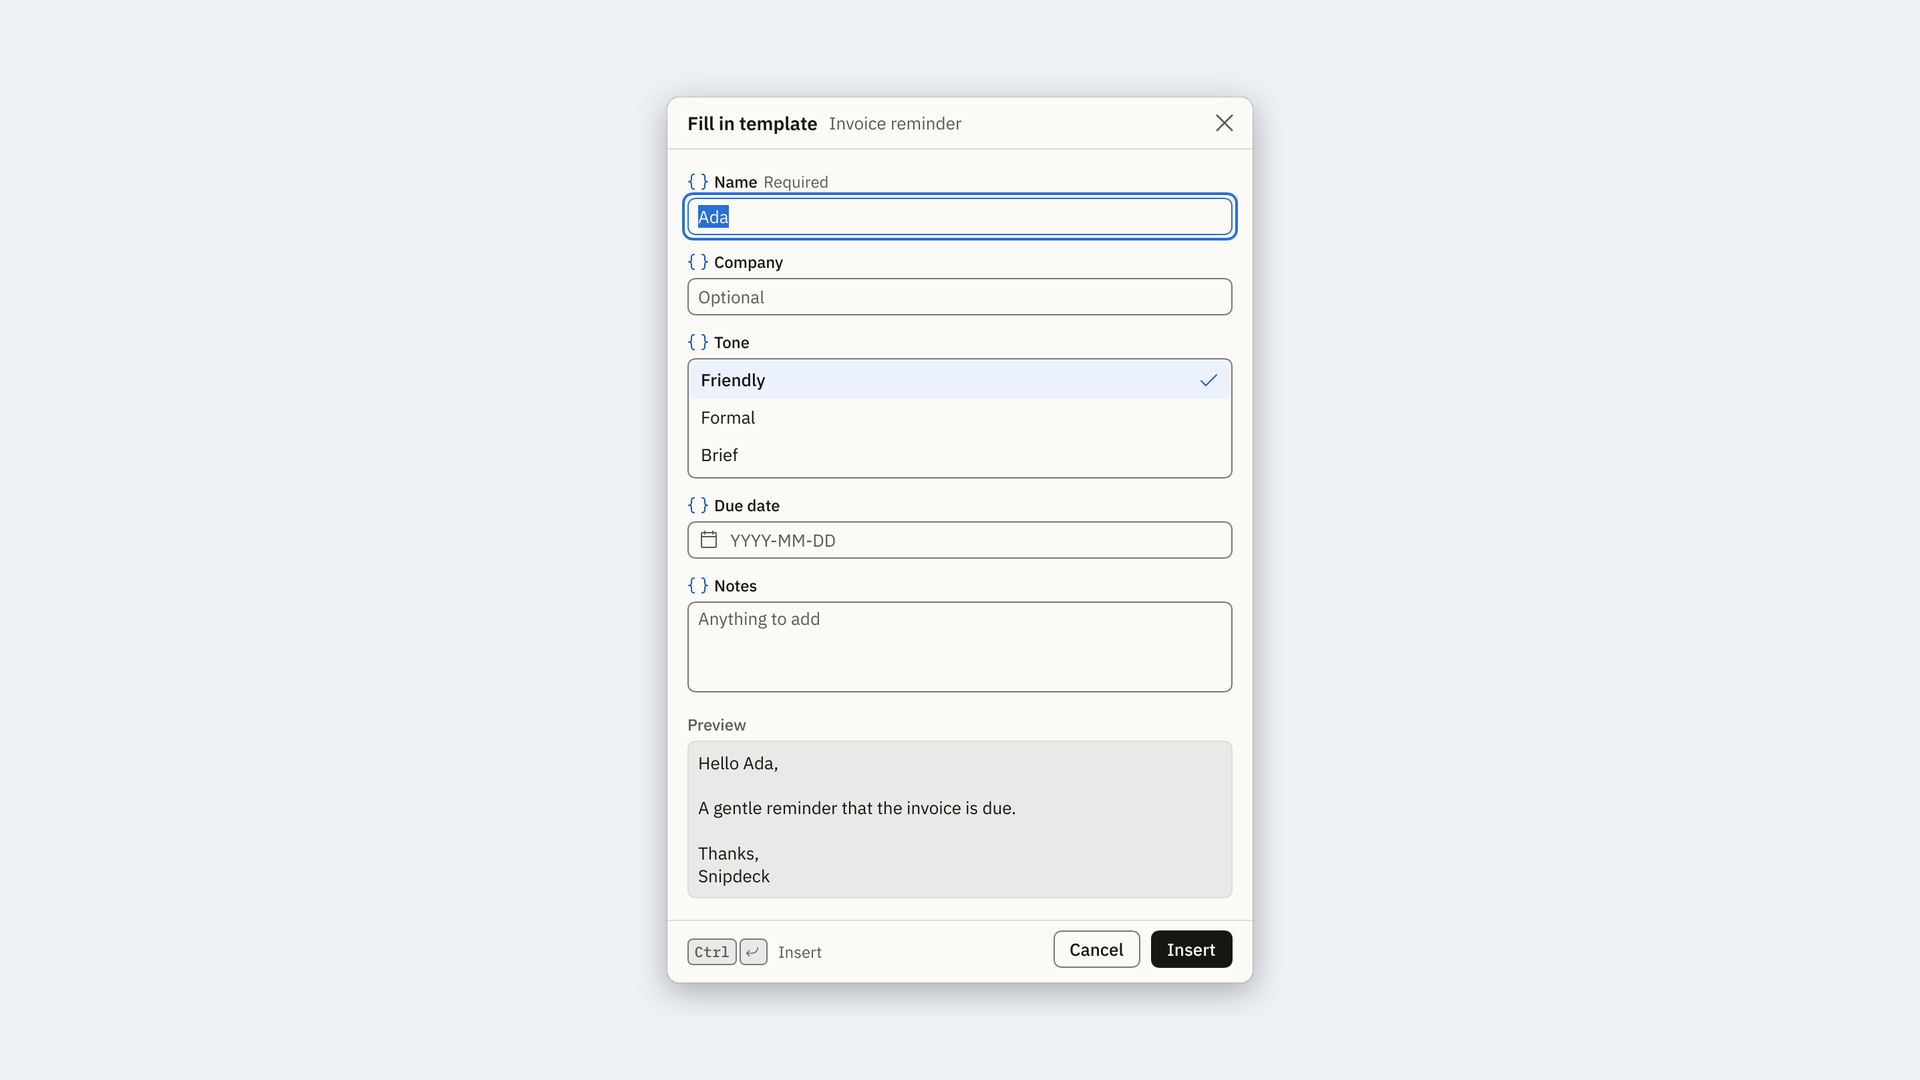 Fill in template Invoice reminder
{ } Name Required
Ada
{ } Company
Optional
{ } Tone
Friendly
Formal
Brief
{ } Due date
YYYY-MM-DD
{ } Notes
Anything to add
Preview
Hello Ada,
A gentle reminder that the invoice is due.
Thanks,
Snipdeck
Ctrl Insert Cancel Insert